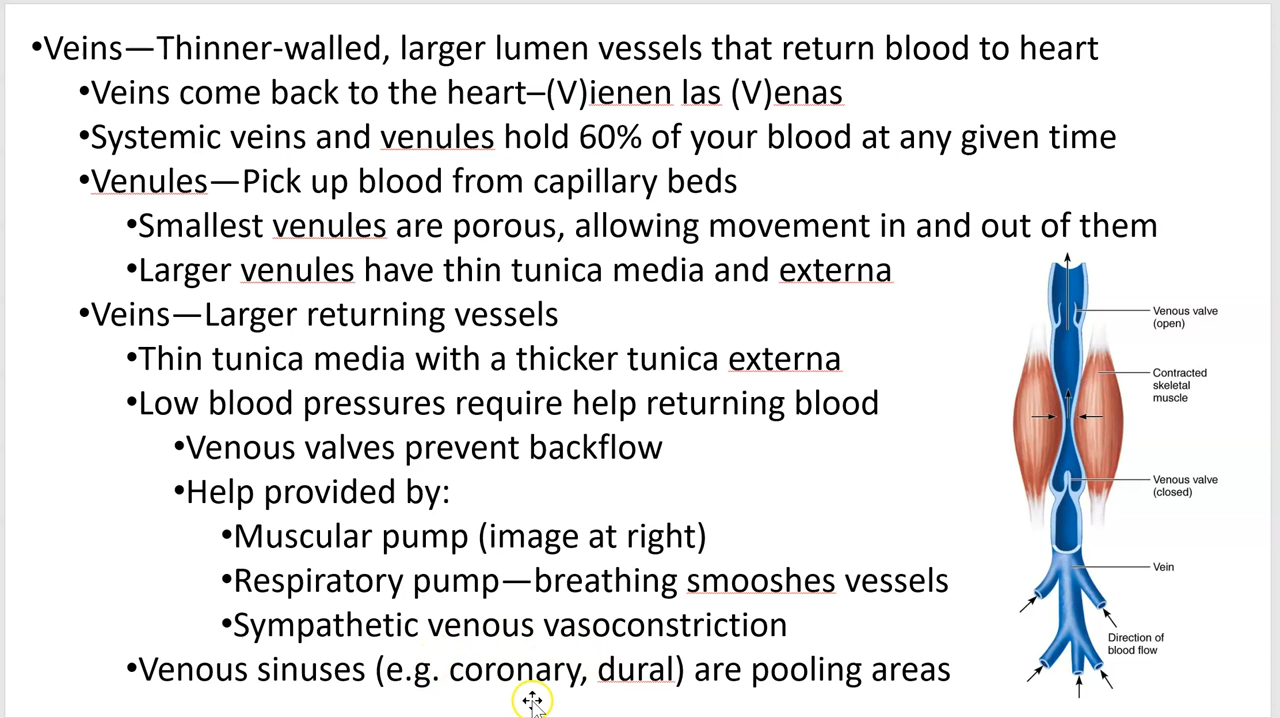 •Veins—Thinner-walled, larger lumen vessels that return blood to heart
•Veins come back to the heart–(V)ienen las (V)enas
•Systemic veins and venules hold 60% of your blood at any given time
•Venules—Pick up blood from capillary beds
•Smallest venules are porous, allowing movement in and out of them
•Larger venules have thin tunica media and externa
•Veins—Larger returning vessels
•Thin tunica media with a thicker tunica externa
•Low blood pressures require help returning blood
•Venous valves prevent backflow
•Help provided by:
•Muscular pump (image at right)
•Respiratory pump—breathing smooshes vessels
•Sympathetic venous vasoconstriction
•Venous sinuses (e.g. coronary, dural) are pooling areas
Venous valve
(open)
Contracted
skeletal
muscle
Venous valve
(closed)
Vein
Direction of
blood flow